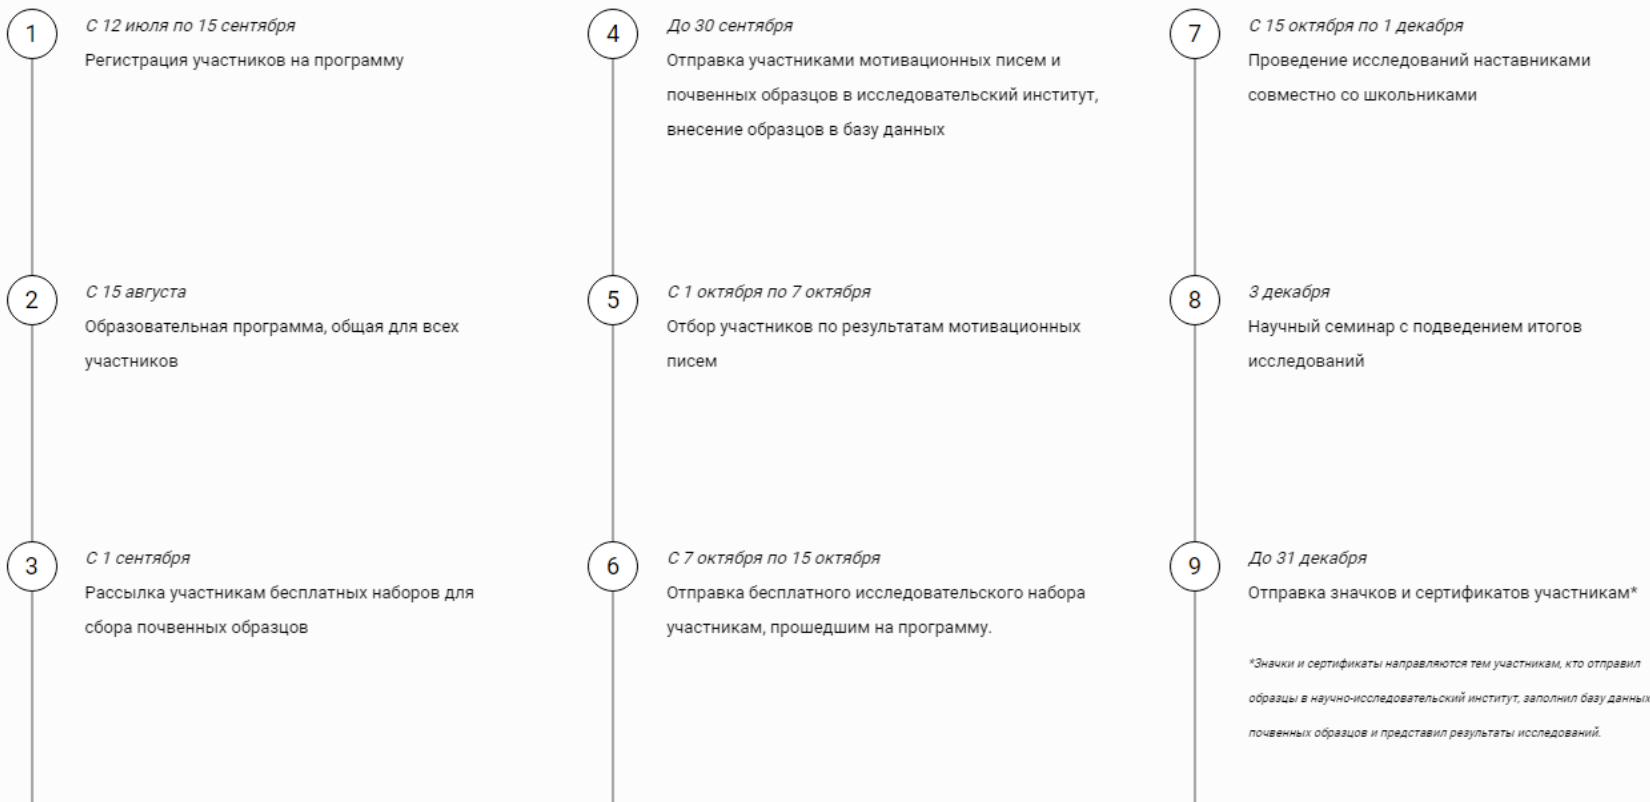 1
С 12 июля по 15 сентября
Регистрация участников на программу
2
С 15 августа
Образовательная программа, общая для всех
участников
3
С 1 сентября
Рассылка участникам бесплатных наборов для
сбора почвенных образцов
4
До 30 сентября
Отправка участниками мотивационных писем и
почвенных образцов в исследовательский институт,
внесение образцов в базу данных
5
С 1 октября по 7 октября
Отбор участников по результатам мотивационных
писем
6
С 7 октября по 15 октября
Отправка бесплатного исследовательского набора
участникам, прошедшим на программу.
7
С 15 октября по 1 декабря
Проведение исследований наставниками
совместно со школьниками
8
3 декабря
Научный семинар с подведением итогов
исследований
9
До 31 декабря
Отправка значков и сертификатов участникам*
*Значки и сертификаты направляются тем участникам, кто отправил
образцы в научно-исследовательский институт, заполнил базу данных
почвенных образцов и представил результаты исследований.